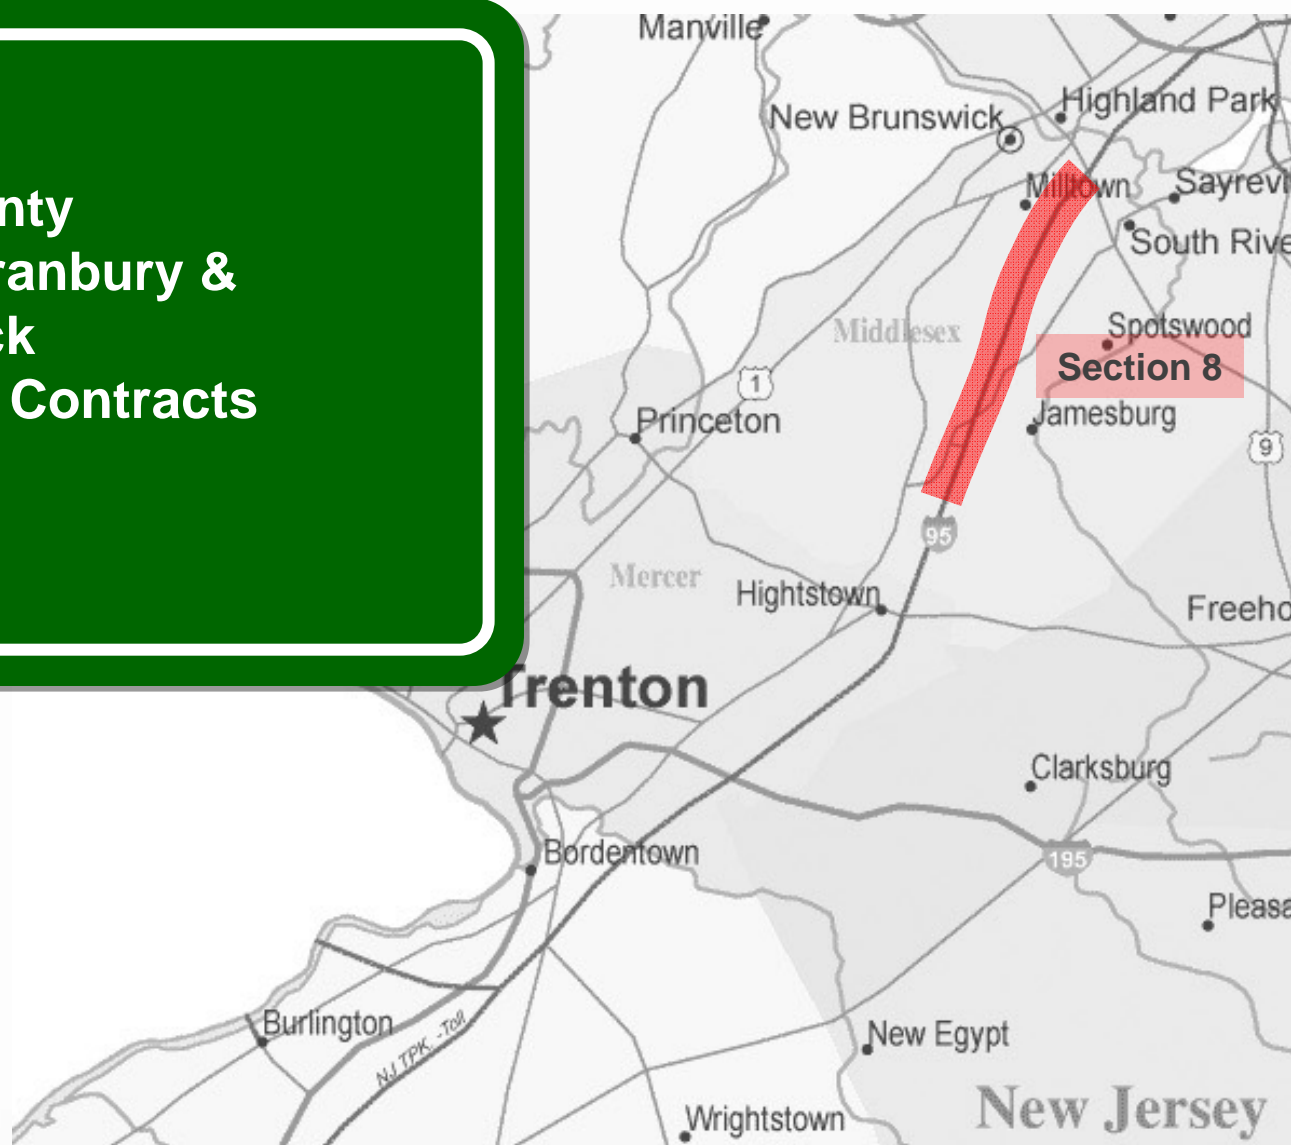 nty
ranbury &
ck
Contracts
Manville
Highland Park
New Brunswick
Milltown
Sayrevi
South Rive
Middlesex
Spotswood
Section 8
1
Princeton
Jamesburg
9
95
Mercer
Hightstown
Freeho
Trenton
Clarksburg
Bordentown
195
Pleasa
Burlington
NJ TPK. -Toll
New Egypt
New Jersey
Wrightstown